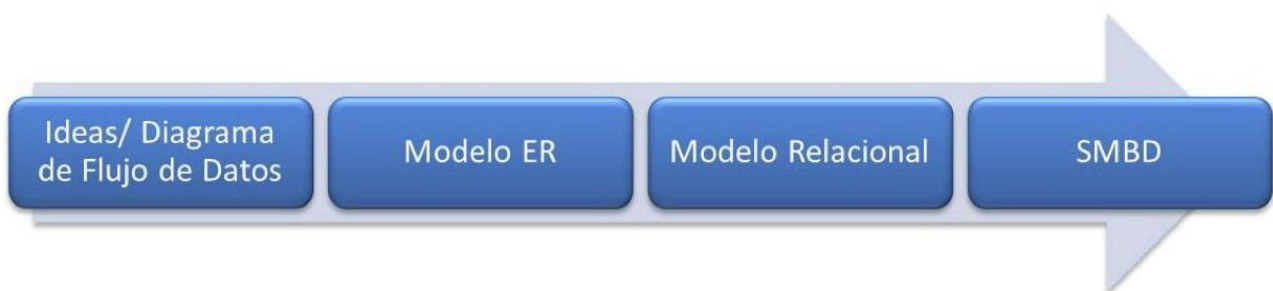 Ideas/ Diagrama
de Flujo de Datos
Modelo ER
Modelo Relacional
SMBD